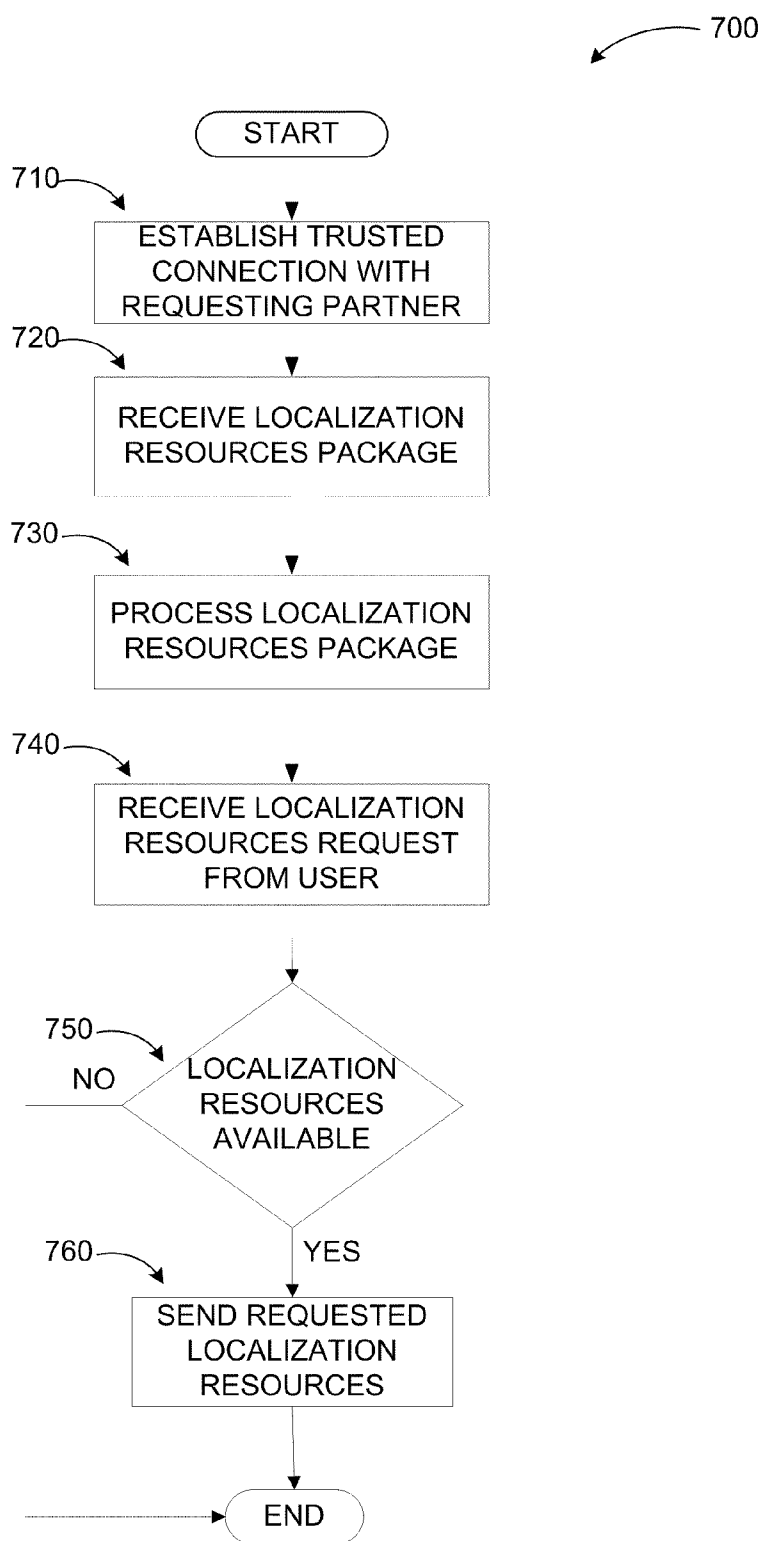 700
START
710
ESTABLISH TRUSTED
CONNECTION WITH
REQUESTING PARTNER
720
RECEIVE LOCALIZATION
RESOURCES PACKAGE
730
PROCESS LOCALIZATION
RESOURCES PACKAGE
740
RECEIVE LOCALIZATION
RESOURCES REQUEST
FROM USER
750
NO
LOCALIZATION
RESOURCES
AVAILABLE
YES
760
SEND REQUESTED
LOCALIZATION
RESOURCES
END